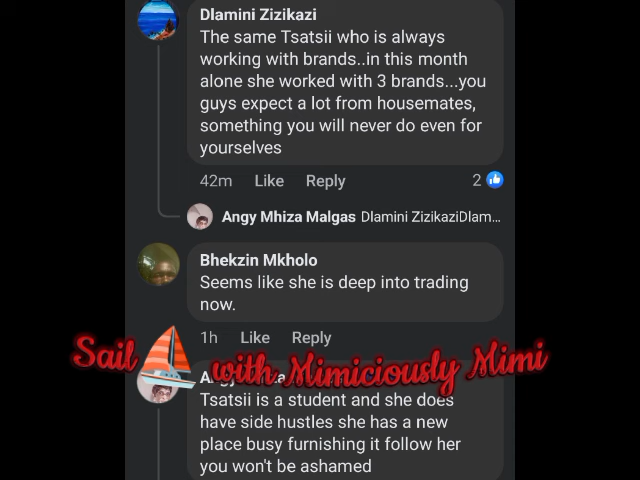 Dlamini Zizikazi
The same Tsatsii who is always
working with brands..in this month
alone she worked with 3 brands...you
guys expect a lot from housemates,
something you will never do even for
yourselves
42m Like Reply 2
Angy Mhiza Malgas Dlamini ZizikaziDlam...
Bhekzin Mkholo
Seems like she is deep into trading
now.
1h Like Reply
Sail with Mimiciously Mimi
Tsatsii is a student and she does
have side hustles she has a new
place busy furnishing it follow her
you won't be ashamed